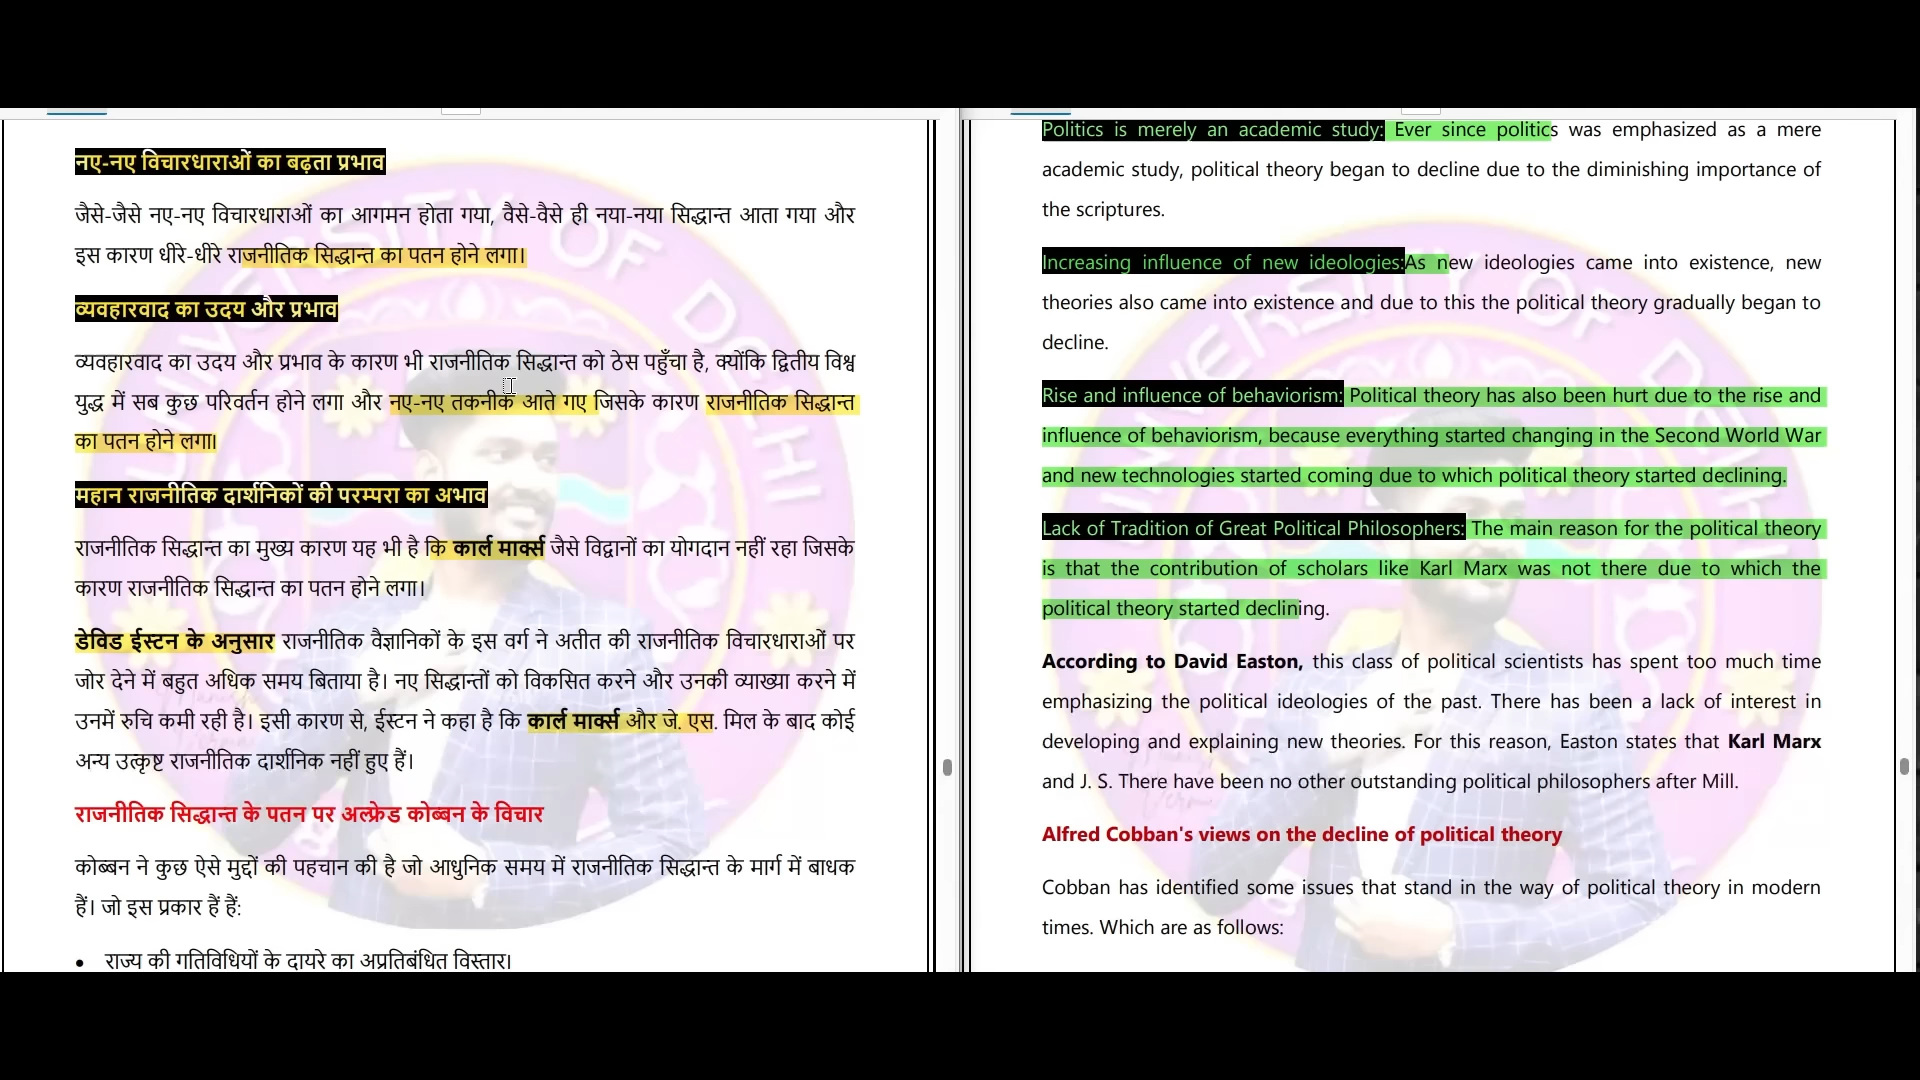 नए-नए विचारधाराओं का बढ़ता प्रभाव
जैसे-जैसे नए-नए विचारधाराओं का आगमन होता गया, वैसे-वैसे ही नया-नया सिद्धान्त आता गया और
इस कारण धीरे-धीरे राजनीतिक सिद्धान्त का पतन होने लगा।
व्यवहारवाद का उदय और प्रभाव
व्यवहारवाद का उदय और प्रभाव के कारण भी राजनीतिक सिद्धान्त को ठेस पहुँचा है, क्योंकि द्वितीय विश्व
युद्ध में सब कुछ परिवर्तन होने लगा और नए-नए तकनीक आते गए जिसके कारण राजनीतिक सिद्धान्त
का पतन होने लगा।
महान राजनीतिक दार्शनिकों की परम्परा का अभाव
राजनीतिक सिद्धान्त का मुख्य कारण यह भी है कि कार्ल मार्क्स जैसे विद्वानों का योगदान नहीं रहा जिसके
कारण राजनीतिक सिद्धान्त का पतन होने लगा।
डेविड ईस्टन के अनुसार राजनीतिक वैज्ञानिकों के इस वर्ग ने अतीत की राजनीतिक विचारधाराओं पर
जोर देने में बहुत अधिक समय बिताया है। नए सिद्धान्तों को विकसित करने और उनकी व्याख्या करने में
उनमें रुचि कमी रही है। इसी कारण से, ईस्टन ने कहा है कि कार्ल मार्क्स और जे. एस. मिल के बाद कोई
अन्य उत्कृष्ट राजनीतिक दार्शनिक नहीं हुए हैं।
राजनीतिक सिद्धान्त के पतन पर अल्फ्रेड कोब्बन के विचार
कोब्बन ने कुछ ऐसे मुद्दों की पहचान की है जो आधुनिक समय में राजनीतिक सिद्धान्त के मार्ग में बाधक
हैं। जो इस प्रकार हैं हैं:
• राज्य की गतिविधियों के दायरे का अप्रतिबंधित विस्तार।
UNIVERSITY OF DELHI
Politics is merely an academic study: Ever since politics was emphasized as a mere
academic study, political theory began to decline due to the diminishing importance of
the scriptures.
Increasing influence of new ideologies:As new ideologies came into existence, new
theories also came into existence and due to this the political theory gradually began to
decline.
Rise and influence of behaviorism: Political theory has also been hurt due to the rise and
influence of behaviorism, because everything started changing in the Second World War
and new technologies started coming due to which political theory started declining.
Lack of Tradition of Great Political Philosophers: The main reason for the political theory
is that the contribution of scholars like Karl Marx was not there due to which the
political theory started declining.
According to David Easton, this class of political scientists has spent too much time
emphasizing the political ideologies of the past. There has been a lack of interest in
developing and explaining new theories. For this reason, Easton states that Karl Marx
and J. S. There have been no other outstanding political philosophers after Mill.
Alfred Cobban's views on the decline of political theory
Cobban has identified some issues that stand in the way of political theory in modern
times. Which are as follows:
UNIVERSITY OF DELHI